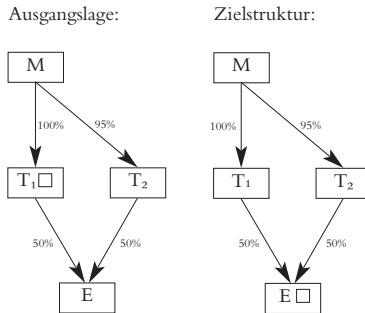 Ausgangslage:
Zielstruktur:
M
M
100%
95%
100%
95%
T₁ □
T₂
T₁
T₂
50%
50%
50%
50%
E
E □